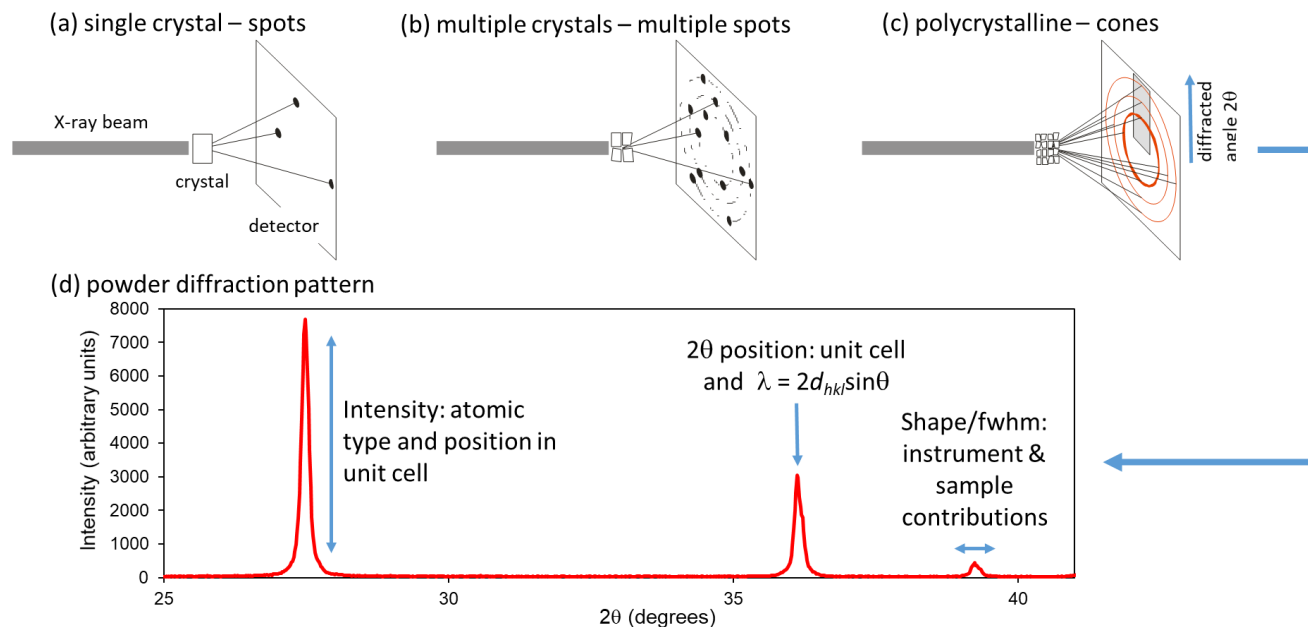 (a) single crystal – spots
(b) multiple crystals – multiple spots
(c) polycrystalline – cones
X-ray beam
crystal
detector
diffracted
angle 2θ
(d) powder diffraction pattern
Intensity (arbitrary units)
8000
7000
6000
5000
4000
3000
2000
1000
0
Intensity: atomic
type and position in
unit cell
2θ position: unit cell
and λ = 2dhklsinθ
Shape/fwhm:
instrument &
sample
contributions
25
30
35
40
2θ (degrees)